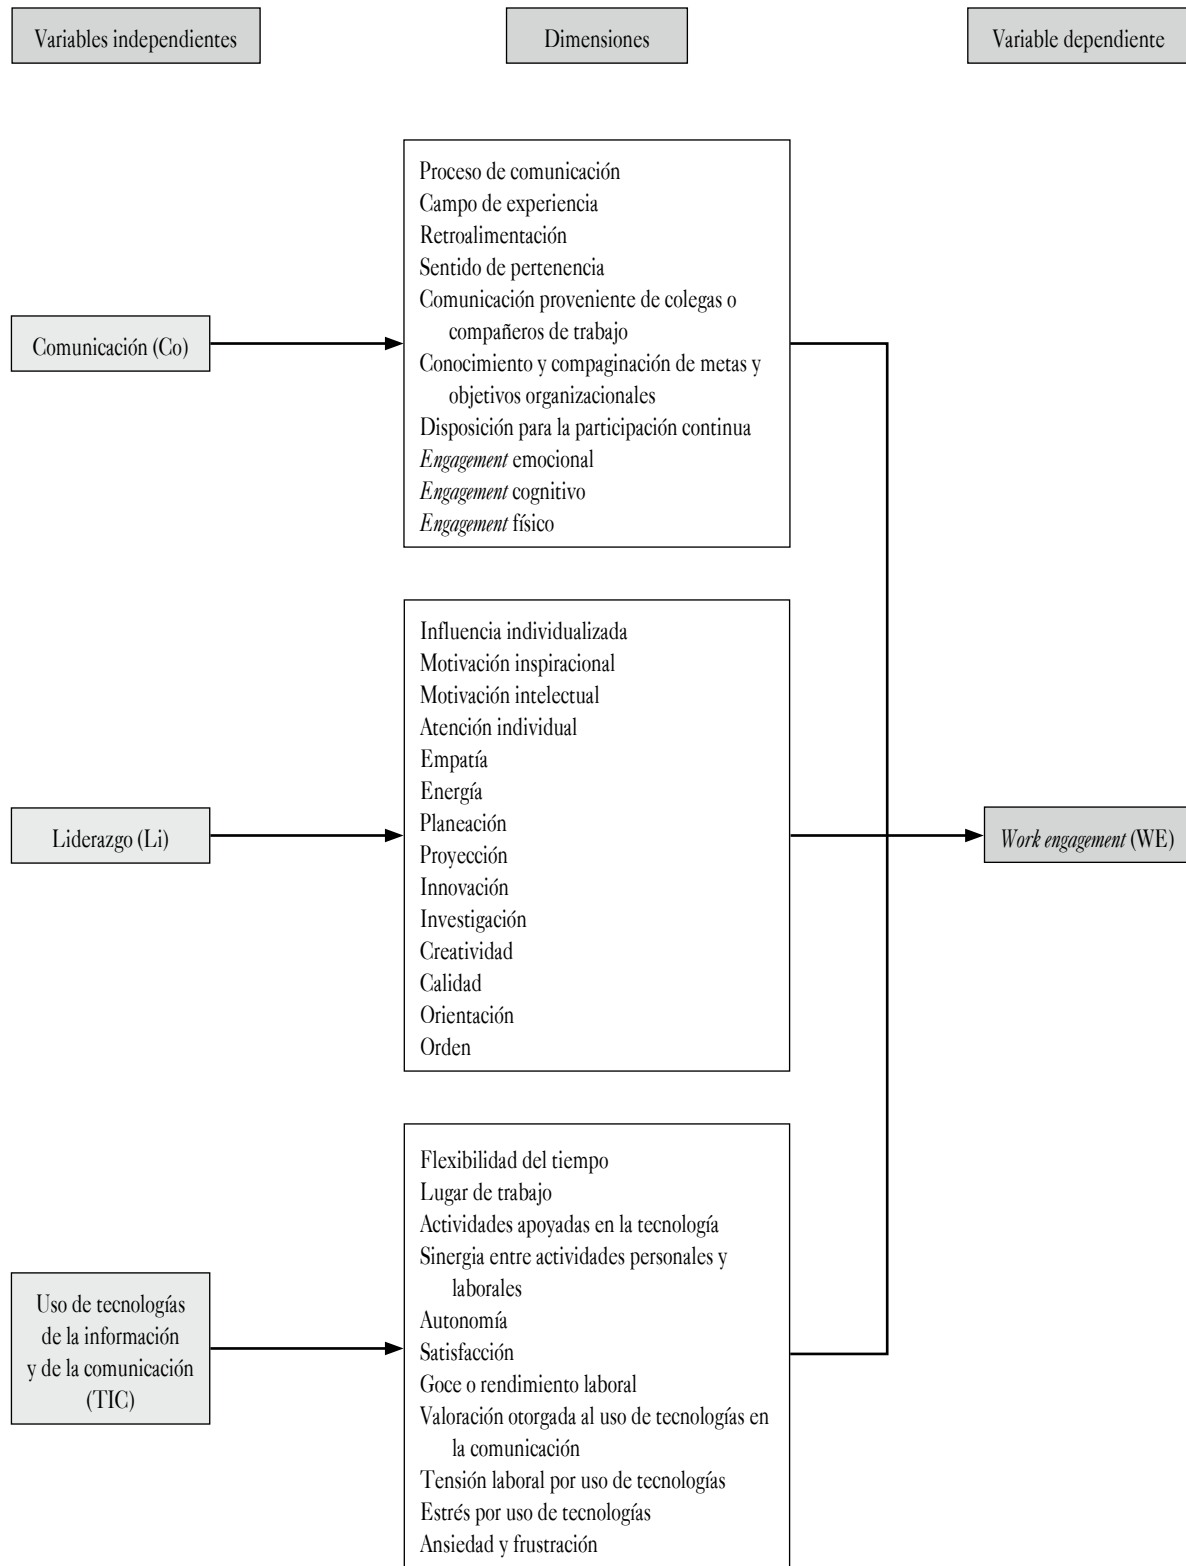 Variables independientes
Dimensiones
Variable dependiente
Comunicación (Co)
Proceso de comunicación
Campo de experiencia
Retroalimentación
Sentido de pertenencia
Comunicación proveniente de colegas o
compañeros de trabajo
Conocimiento y compaginación de metas y
objetivos organizacionales
Disposición para la participación continua
Engagement emocional
Engagement cognitivo
Engagement físico
Liderazgo (Li)
Influencia individualizada
Motivación inspiracional
Motivación intelectual
Atención individual
Empatía
Energía
Planeación
Proyección
Innovación
Investigación
Creatividad
Calidad
Orientación
Orden
Work engagement (WE)
Uso de tecnologías
de la información
y de la comunicación
(TIC)
Flexibilidad del tiempo
Lugar de trabajo
Actividades apoyadas en la tecnología
Sinergia entre actividades personales y
laborales
Autonomía
Satisfacción
Goce o rendimiento laboral
Valoración otorgada al uso de tecnologías en
la comunicación
Tensión laboral por uso de tecnologías
Estrés por uso de tecnologías
Ansiedad y frustración